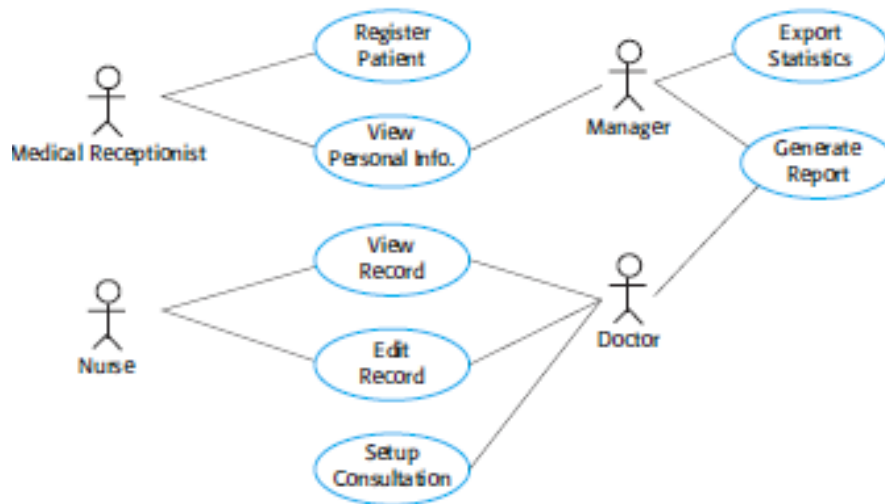 Register
Patient
Export
Statistics
Medical Receptionist
Manager
View
Personal Info.
Generate
Report
View
Record
Nurse
Doctor
Edit
Record
Setup
Consultation